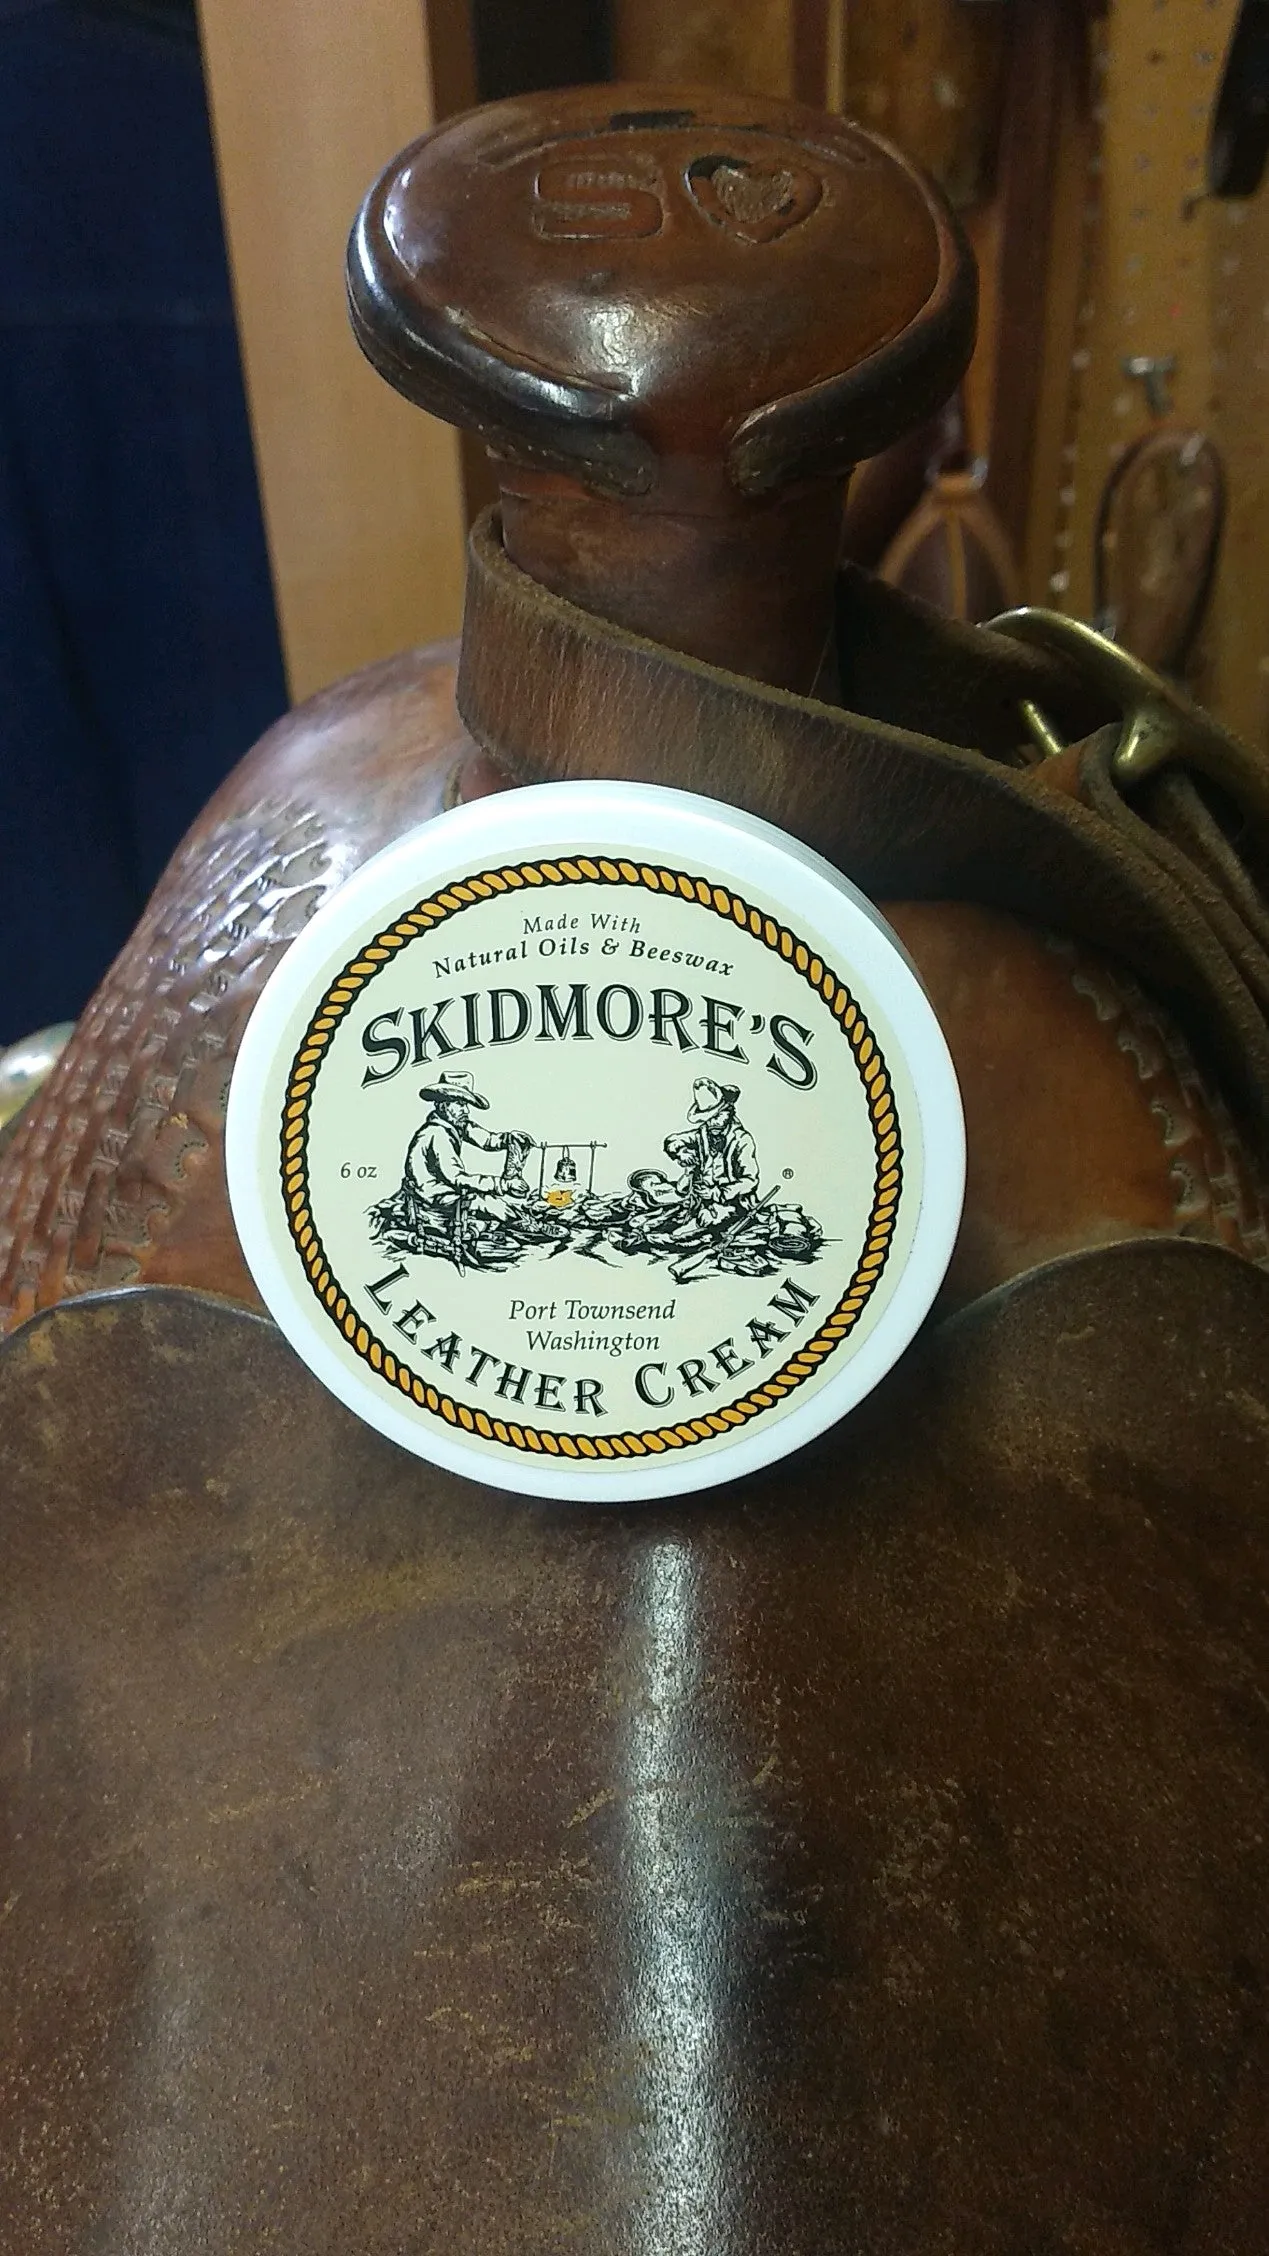 Made With
Natural Oils & Beeswax
SKIDMORE'S
6 oz
®
Port Townsend
Washington
LEATHER CREAM